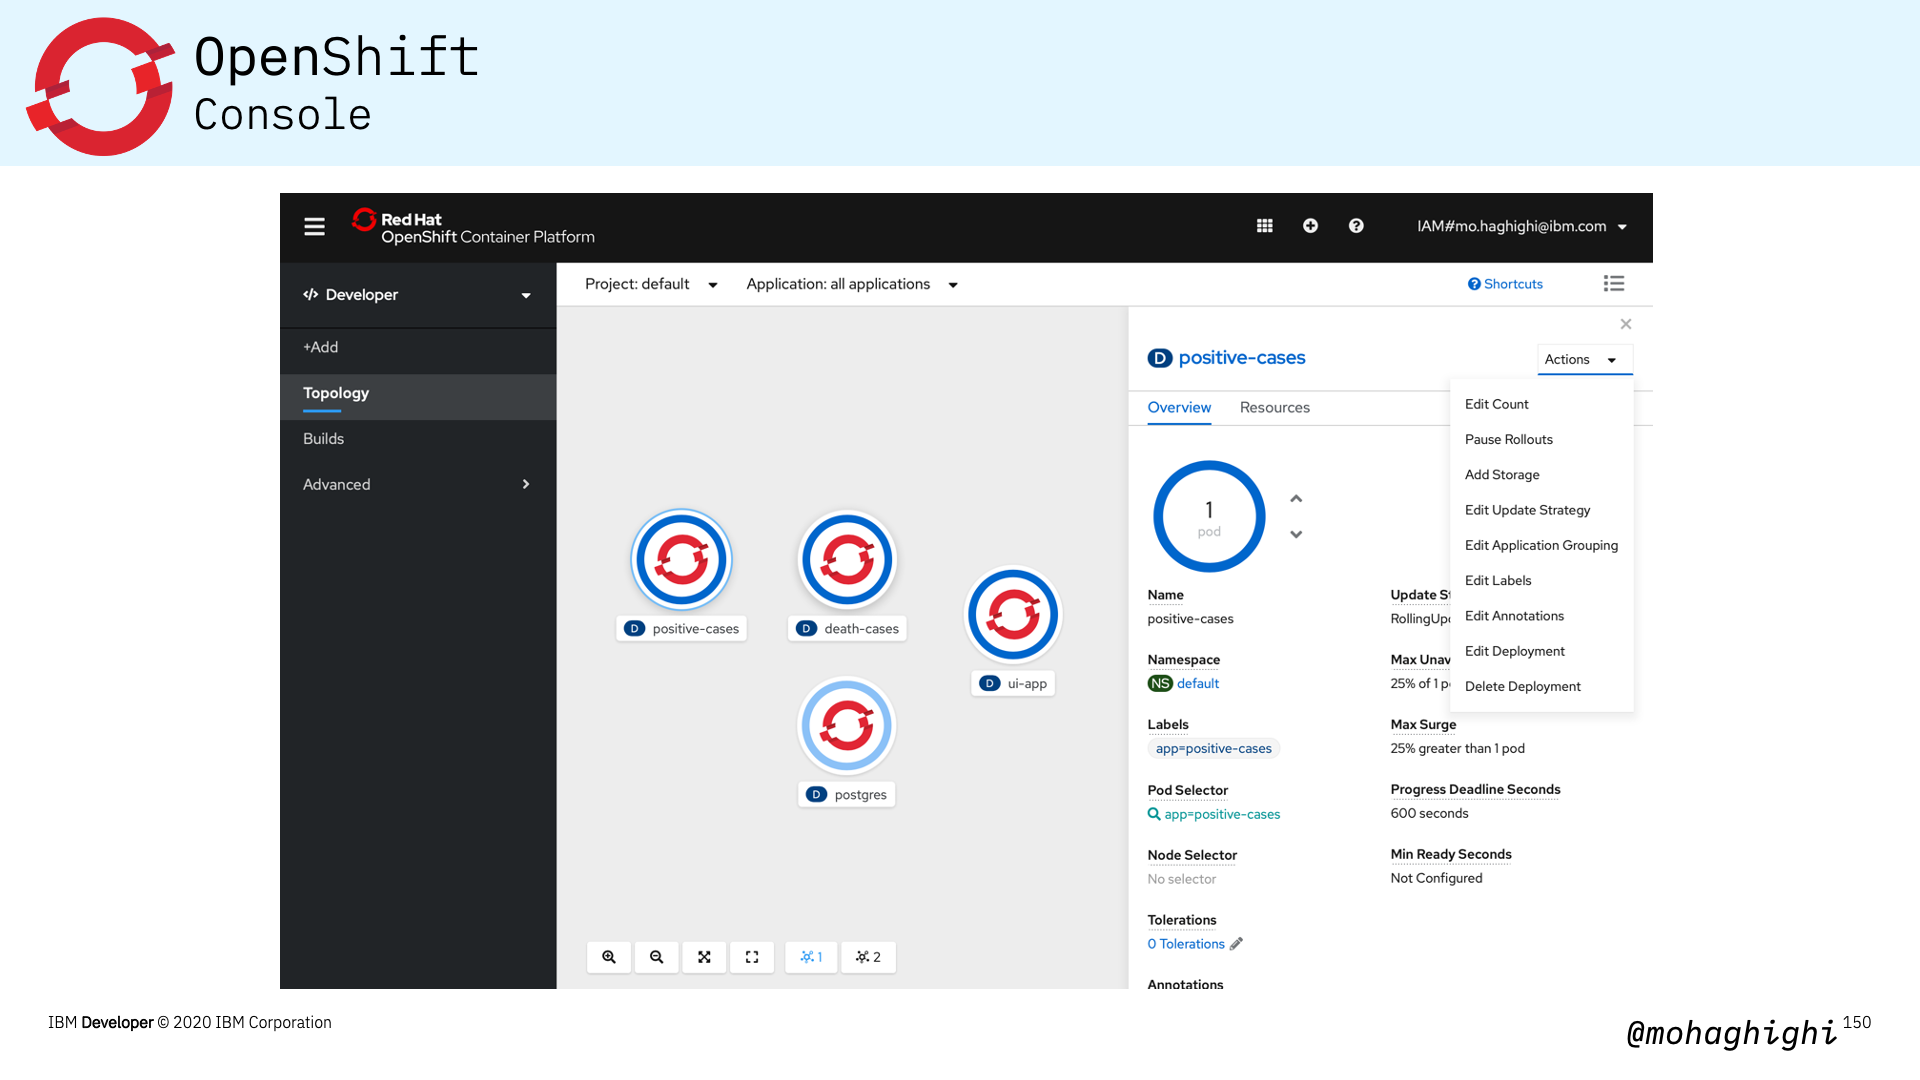 OpenShift
Console
Red Hat
OpenShift Container Platform
IAM#mo.haghighi@ibm.com
Developer
Project: default
Application: all applications
Shortcuts
+Add
Topology
Builds
Advanced
D positive-cases
Actions
Overview Resources
Edit Count
Pause Rollouts
Add Storage
Edit Update Strategy
Edit Application Grouping
Edit Labels
Edit Annotations
Edit Deployment
Delete Deployment
1
pod
D positive-cases
D death-cases
D ui-app
D postgres
Name
positive-cases
Namespace
NS default
Labels
app=positive-cases
Pod Selector
app=positive-cases
Node Selector
No selector
Tolerations
0 Tolerations
Annotations
Update
25% of 1
Max Surge
25% greater than 1 pod
Progress Deadline Seconds
600 seconds
Min Ready Seconds
Not Configured
1
2
IBM Developer © 2020 IBM Corporation
@mohaghighi
150